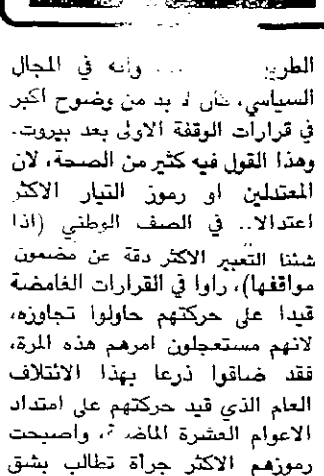 الطريق ... وانه في المجال
السياسي، كان لا بد من وضوح اكبر
في قرارات الوقفة الاولى بعد بيروت.
وهذا القول فيه كثير من الصحة، لان
المعتدلين او رموز التيار الاكثر
اعتدالا.. في الصف الوطني (اذا
شئنا التعبير الاكثر دقة عن مضمون
مواقفها)، راوا في القرارات الغامضة
قيدا على حركتهم حاولوا تجاوزه،
لانهم مستعجلون امرهم هذه المرة،
فقد ضاقوا ذرعا بهذا الائتلاف
العام الذي قيد حركتهم على امتداد
الاعوام العشرة الماضية، واصبحت
رموزهم الاكثر جراة تطالب بشق